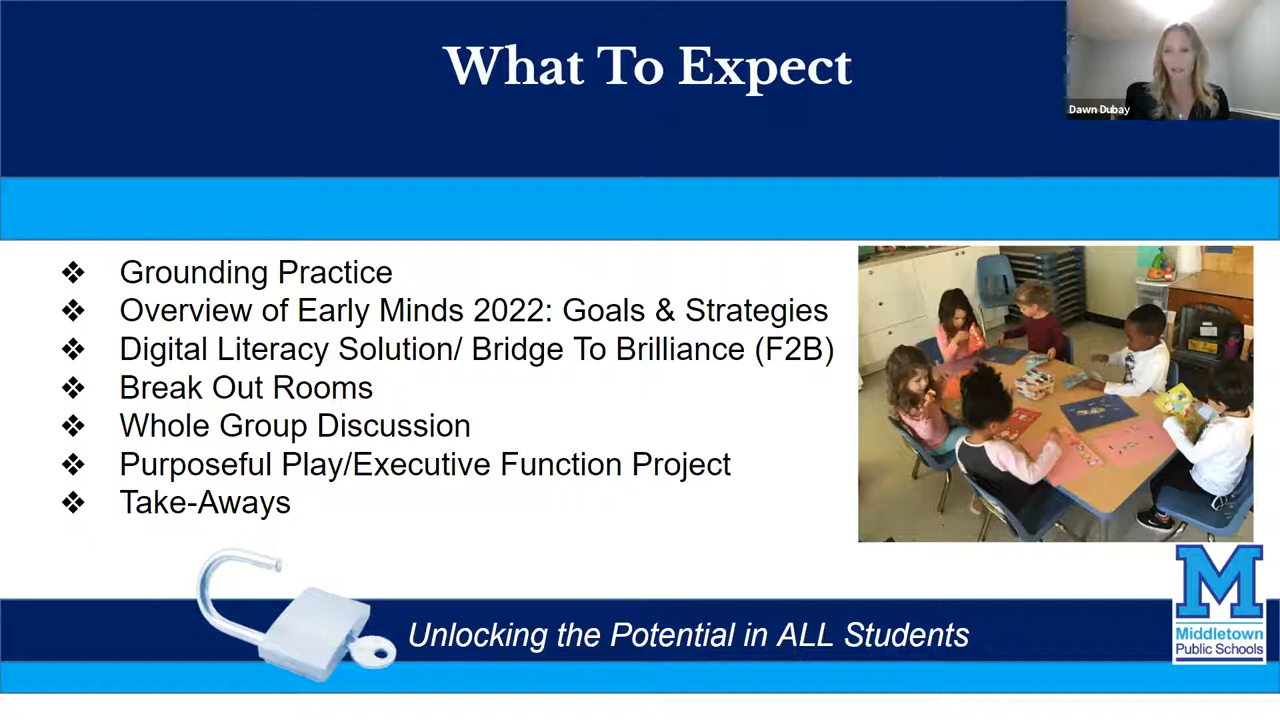 What To Expect
Dawn Dubay
❖ Grounding Practice
❖ Overview of Early Minds 2022: Goals & Strategies
❖ Digital Literacy Solution/ Bridge To Brilliance (F2B)
❖ Break Out Rooms
❖ Whole Group Discussion
❖ Purposeful Play/Executive Function Project
❖ Take-Aways
Unlocking the Potential in ALL Students
M
Middletown
Public Schools